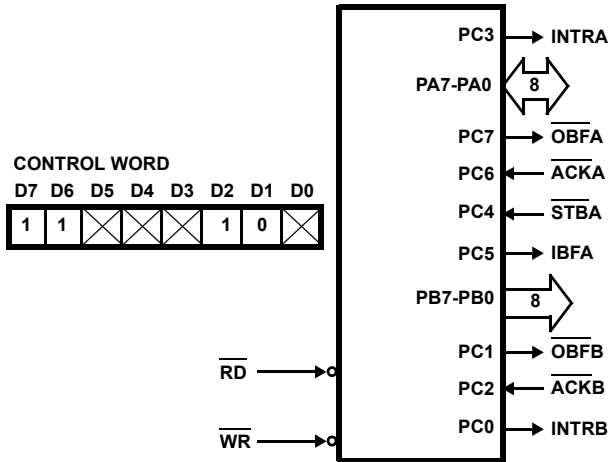 PC3 INTRA
PA7-PA0 8
PC7 OBFA
CONTROL WORD
PC6 ACKA
D7 D6 D5 D4 D3 D2 D1 D0
PC4 STBA
1 1 1 0
PC5 IBFA
PB7-PB0 8
PC1 OBFB
RD
PC2 ACKB
WR
PC0 INTRB